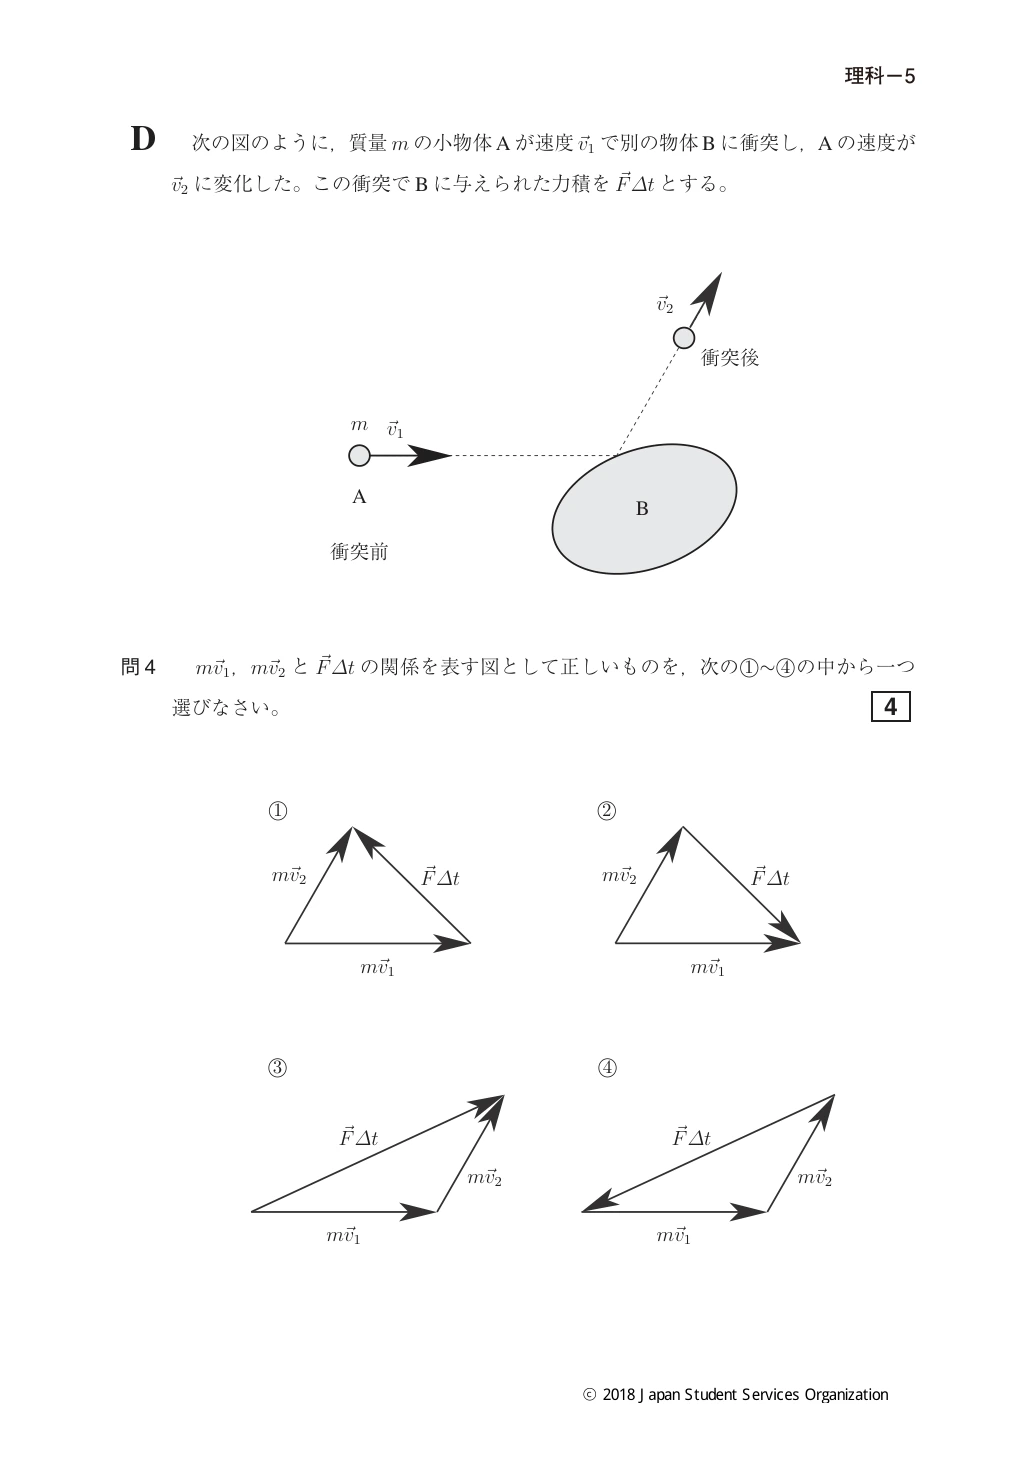 理科－5
D 次の図のように，質量 m の小物体 A が速度 v⃗₁ で別の物体 B に衝突し，A の速度が
v⃗₂ に変化した。この衝突で B に与えられた力積を F⃗Δt とする。
v⃗₂
衝突後
m v⃗₁
A
B
衝突前
問4 mv⃗₁，mv⃗₂ と F⃗Δt の関係を表す図として正しいものを，次の①～④の中から一つ
選びなさい。 4
① ②
mv⃗₂ F⃗Δt mv⃗₂ F⃗Δt
mv⃗₁ mv⃗₁
③ ④
F⃗Δt F⃗Δt
mv⃗₂ mv⃗₂
mv⃗₁ mv⃗₁
© 2018 Japan Student Services Organization